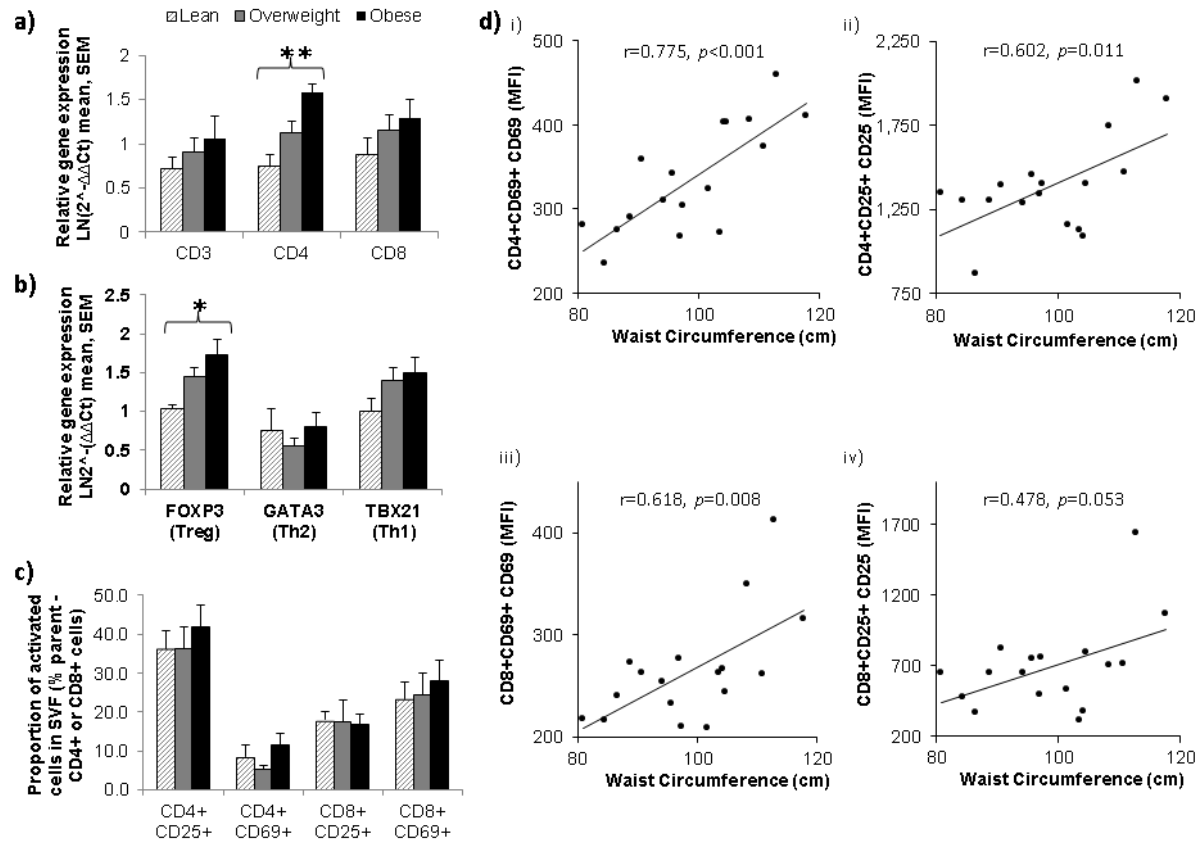 Lean Overweight Obese
a)
Relative gene expression
LN(2^-ΔΔCt) mean, SEM
2
1.5
1
0.5
0
**
CD3 CD4 CD8
b)
Relative gene expression
LN2^-(ΔΔCt) mean, SEM
2.5
2
1.5
1
0.5
0
*
FOXP3 GATA3 TBX21
(Treg) (Th2) (Th1)
c)
Proportion of activated
cells in SVF (% parent -
CD4+ or CD8+ cells)
50.0
40.0
30.0
20.0
10.0
0.0
CD4+ CD4+ CD8+ CD8+
CD25+ CD69+ CD25+ CD69+
d) i)
r=0.775, p<0.001
CD4+CD69+ CD69 (MFI)
500
400
300
200
80 100 120
Waist Circumference (cm)
ii)
r=0.602, p=0.011
CD4+CD25+ CD25 (MFI)
2,250
1,750
1,250
750
80 100 120
Waist Circumference (cm)
iii)
r=0.618, p=0.008
CD8+CD69+ CD69 (MFI)
400
300
200
80 100 120
Waist Circumference (cm)
iv)
r=0.478, p=0.053
CD8+CD25+ CD25 (MFI)
1700
1200
700
200
80 100 120
Waist Circumference (cm)